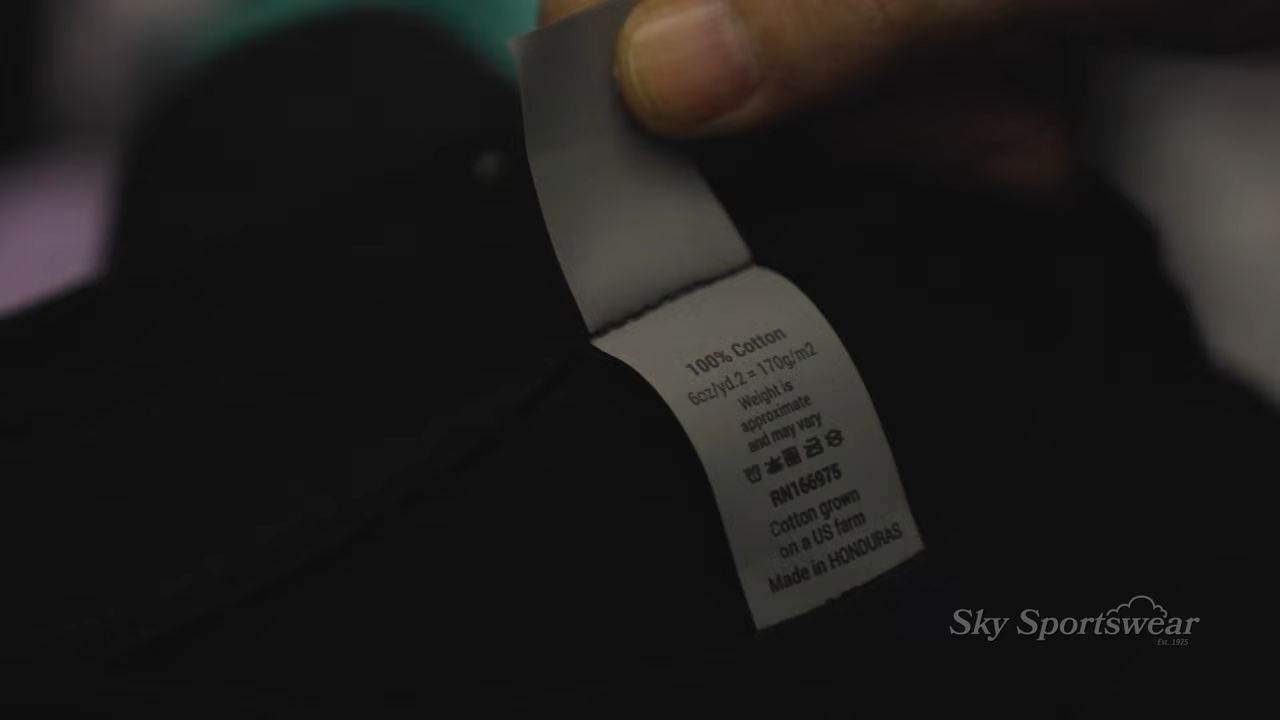 100% Cotton
6oz/yd.2 = 170g/m2
Weight is
approximate
and may vary
RN166975
Cotton grown
on a US farm
Made in HONDURAS
Sky Sportswear
Est. 1975